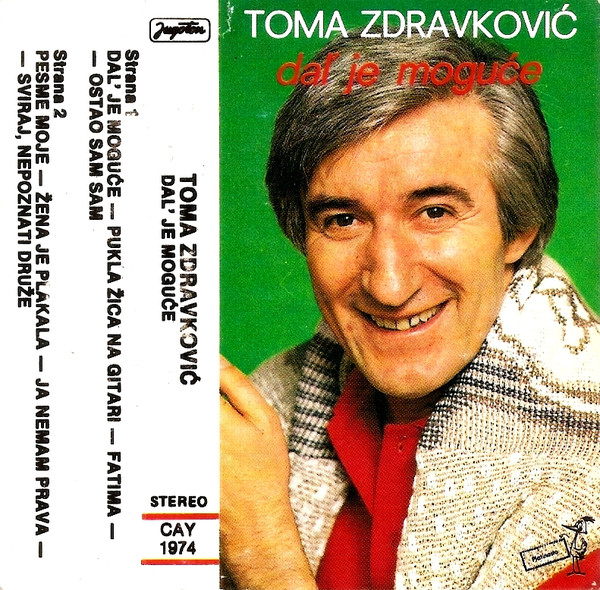 Jugoton
Strana 1
DAL' JE MOGUĆE — PUKLA ŽICA NA GITARI — FATIMA —
— OSTAO SAM SAM
Strana 2
PESME MOJE — ŽENA JE PLAKALA — JA NEMAM PRAVA —
— SVIRAJ, NEPOZNATI DRUŽE
TOMA ZDRAVKOVIĆ
DAL' JE MOGUĆE
STEREO
CAY
1974
TOMA ZDRAVKOVIĆ
dal' je moguće